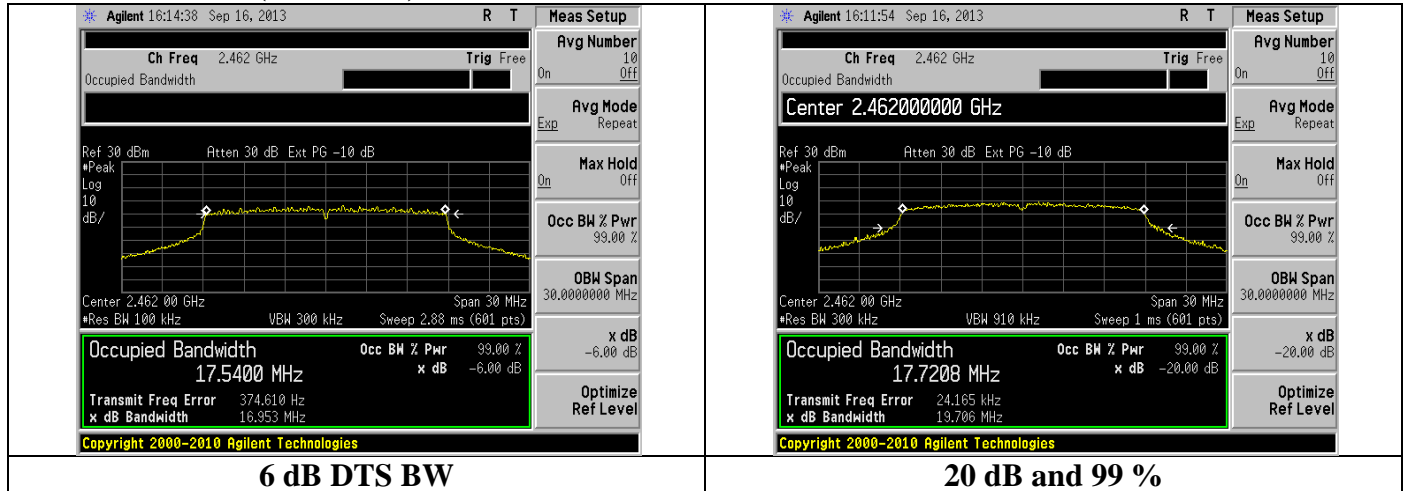 Agilent 16:14:38 Sep 16, 2013 R T
Ch Freq 2.462 GHz Trig Free
Occupied Bandwidth
Ref 30 dBm Atten 30 dB Ext PG -10 dB
#Peak
Log
10
dB/
Center 2.462 00 GHz Span 30 MHz
#Res BW 100 kHz VBW 300 kHz Sweep 2.88 ms (601 pts)
Occupied Bandwidth Occ BW % Pwr 99.00 %
17.5400 MHz x dB -6.00 dB
Transmit Freq Error 374.610 Hz
x dB Bandwidth 16.953 MHz
Copyright 2000-2010 Agilent Technologies
Meas Setup
Avg Number
10
On Off
Avg Mode
Exp Repeat
Max Hold
On Off
Occ BW % Pwr
99.00 %
OBW Span
30.0000000 MHz
x dB
-6.00 dB
Optimize
Ref Level
6 dB DTS BW
Agilent 16:11:54 Sep 16, 2013 R T
Ch Freq 2.462 GHz Trig Free
Occupied Bandwidth
Center 2.462000000 GHz
Ref 30 dBm Atten 30 dB Ext PG -10 dB
#Peak
Log
10
dB/
Center 2.462 00 GHz Span 30 MHz
#Res BW 300 kHz VBW 910 kHz Sweep 1 ms (601 pts)
Occupied Bandwidth Occ BW % Pwr 99.00 %
17.7208 MHz x dB -20.00 dB
Transmit Freq Error 24.165 kHz
x dB Bandwidth 19.706 MHz
Copyright 2000-2010 Agilent Technologies
Meas Setup
Avg Number
10
On Off
Avg Mode
Exp Repeat
Max Hold
On Off
Occ BW % Pwr
99.00 %
OBW Span
30.0000000 MHz
x dB
-20.00 dB
Optimize
Ref Level
20 dB and 99 %